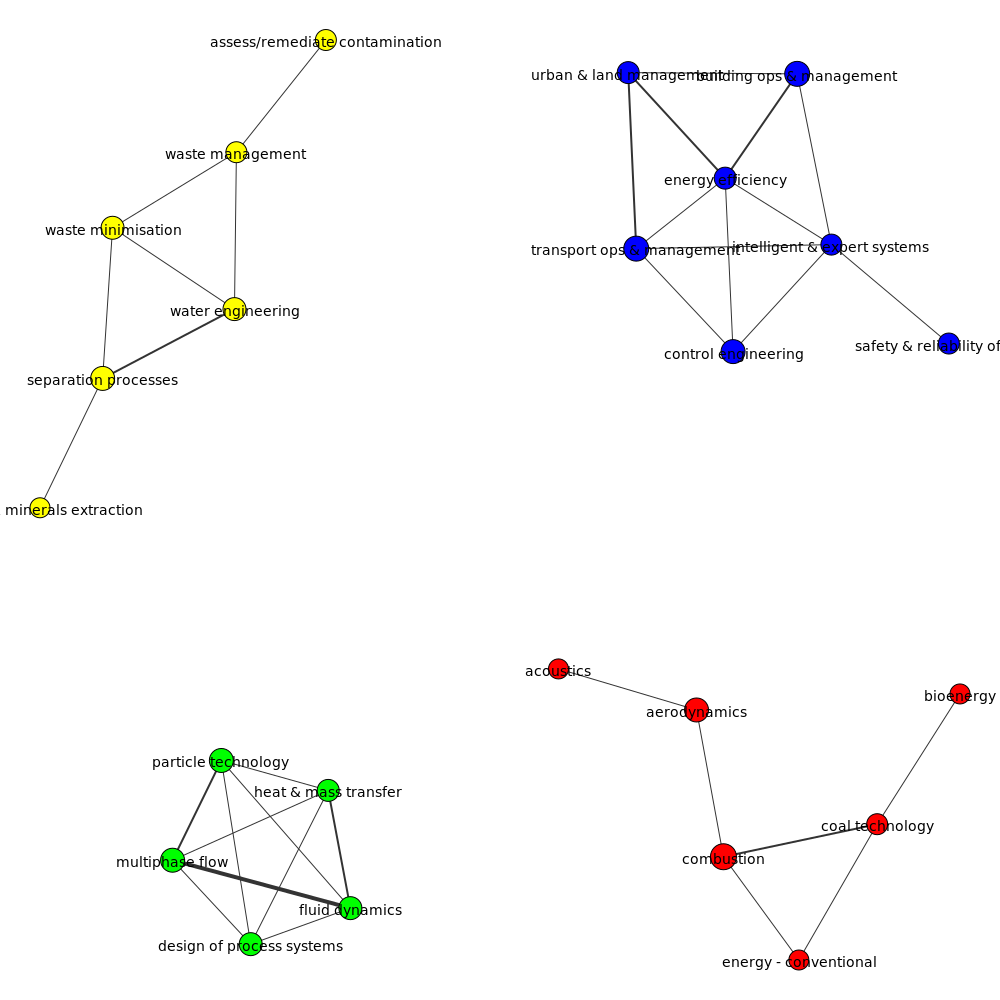 assess/remediate contamination
waste management
waste minimisation
water engineering
separation processes
minerals extraction
urban & land management
building ops & management
energy efficiency
transport ops & management
intelligent & expert systems
control engineering
safety & reliability of
particle technology
heat & mass transfer
multiphase flow
fluid dynamics
design of process systems
acoustics
aerodynamics
bioenergy
coal technology
combustion
energy - conventional